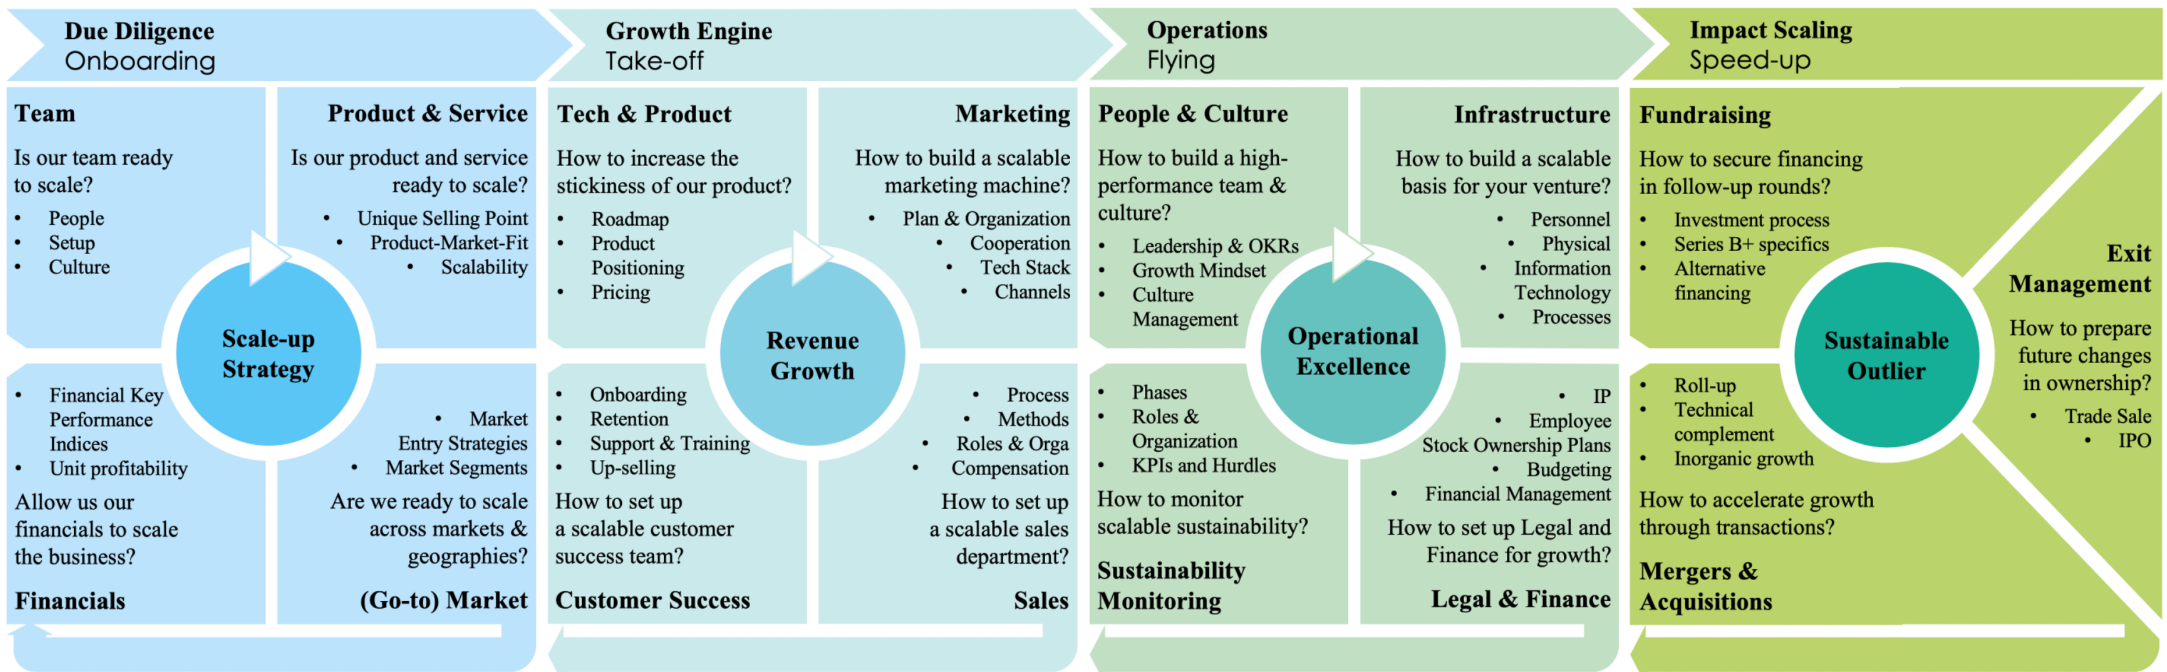 Due Diligence
Onboarding
Growth Engine
Take-off
Operations
Flying
Impact Scaling
Speed-up
Team
Is our team ready
to scale?
• People
• Setup
• Culture
Product & Service
Is our product and service
ready to scale?
• Unique Selling Point
• Product-Market-Fit
• Scalability
Scale-up
Strategy
• Financial Key
Performance
Indices
• Unit profitability
Allow us our
financials to scale
the business?
Financials
• Market
Entry Strategies
• Market Segments
Are we ready to scale
across markets &
geographies?
(Go-to) Market
Tech & Product
How to increase the
stickiness of our product?
• Roadmap
• Product
Positioning
• Pricing
Marketing
How to build a scalable
marketing machine?
• Plan & Organization
• Cooperation
• Tech Stack
• Channels
Revenue
Growth
• Onboarding
• Retention
• Support & Training
• Up-selling
How to set up
a scalable customer
success team?
Customer Success
• Process
• Methods
• Roles & Orga
• Compensation
How to set up
a scalable sales
department?
Sales
People & Culture
How to build a high-
performance team &
culture?
• Leadership & OKRs
• Growth Mindset
• Culture
Management
Infrastructure
How to build a scalable
basis for your venture?
• Personnel
• Physical
• Information
Technology
• Processes
Operational
Excellence
• Phases
• Roles &
Organization
• KPIs and Hurdles
How to monitor
scalable sustainability?
Sustainability
Monitoring
• IP
• Employee
Stock Ownership Plans
• Budgeting
• Financial Management
How to set up Legal and
Finance for growth?
Legal & Finance
Fundraising
How to secure financing
in follow-up rounds?
• Investment process
• Series B+ specifics
• Alternative
financing
Sustainable
Outlier
• Roll-up
• Technical
complement
• Inorganic growth
How to accelerate growth
through transactions?
Mergers &
Acquisitions
Exit
Management
How to prepare
future changes
in ownership?
• Trade Sale
• IPO